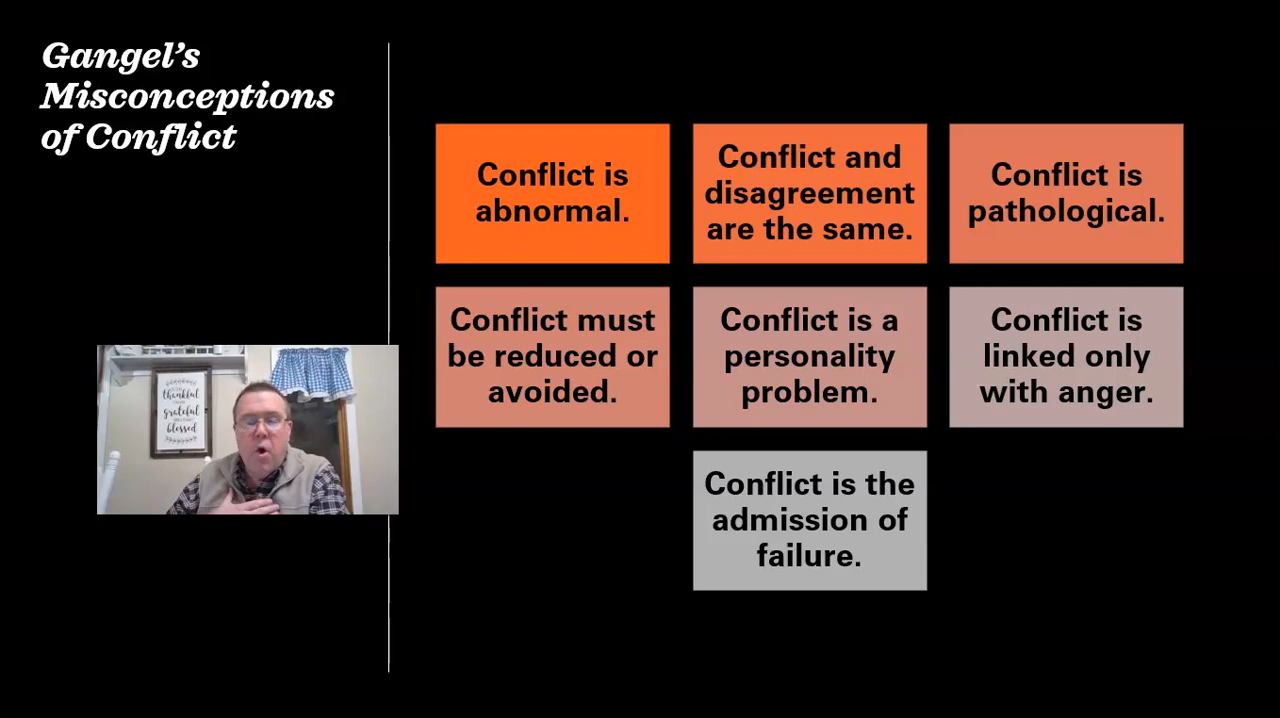 Gangel’s
Misconceptions
of Conflict
Conflict is
abnormal.
Conflict and
disagreement
are the same.
Conflict is
pathological.
Conflict must
be reduced or
avoided.
Conflict is a
personality
problem.
Conflict is
linked only
with anger.
Conflict is the
admission of
failure.
thankful
grateful
blessed